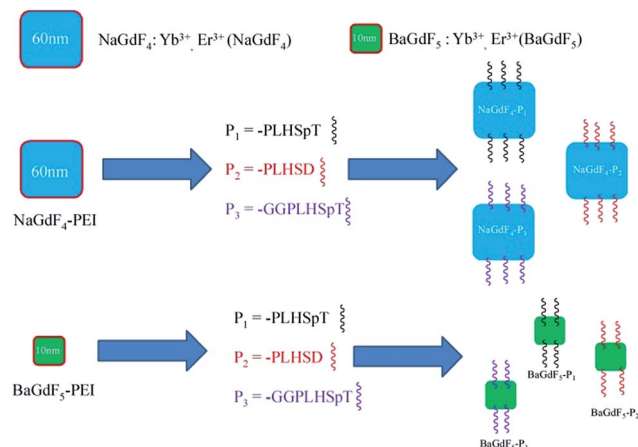 60nm NaGdF₄: Yb³⁺, Er³⁺ (NaGdF₄)
10nm BaGdF₅ : Yb³⁺, Er³⁺ (BaGdF₅)
60nm
NaGdF₄-PEI
P₁ = -PLHSpT
P₂ = -PLHSD
P₃ = -GGPLHSpT
NaGdF₄-P₁
NaGdF₄-P₂
NaGdF₄-P₃
10nm
BaGdF₅-PEI
P₁ = -PLHSpT
P₂ = -PLHSD
P₃ = -GGPLHSpT
BaGdF₅-P₁
BaGdF₅-P₂